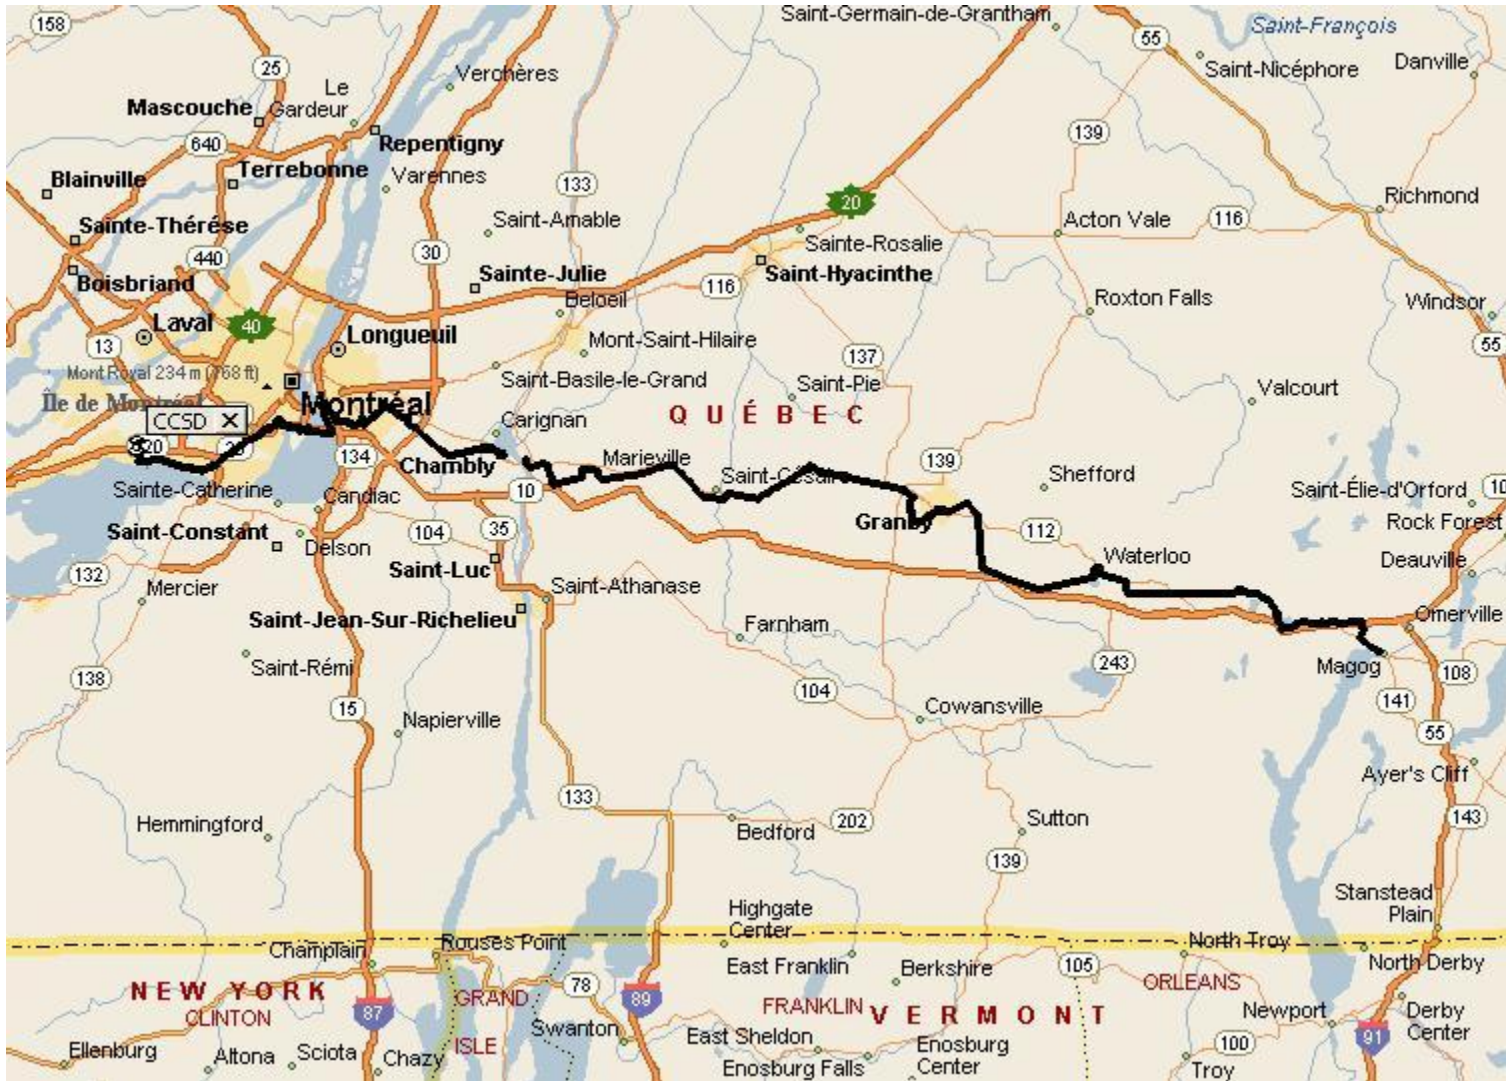 158
Saint-Germain-de-Grantham
55
Saint-François
Saint-Nicéphore
Danville
25
Verchères
Le
Gardeur
Mascouche
640
Repentigny
139
Terrebonne
Blainville
Varennes
133
20
Richmond
Sainte-Thérése
Saint-Amable
Acton Vale
116
Sainte-Rosalie
440
30
Boisbriand
Sainte-Julie
Saint-Hyacinthe
116
Beloeil
Roxton Falls
Windsor
Laval
40
Longueuil
13
Mont-Saint-Hilaire
137
55
Mont Royal 234 m (768 ft)
Saint-Basile-le-Grand
Saint-Pie
Valcourt
Île de Montréal
Montréal
QUÉBEC
CCSD
Carignan
20
134
Chambly
Marieville
139
Shefford
Sainte-Catherine
Candiac
10
Saint-Césaire
Saint-Élie-d'Orford
10
Saint-Constant
104
35
Granby
112
Rock Forest
Delson
Waterloo
Deauville
132
Mercier
Saint-Luc
Saint-Athanase
Saint-Jean-Sur-Richelieu
Farnham
Omerville
Saint-Rémi
243
Magog
108
138
104
141
15
Napierville
Cowansville
55
Ayer's Cliff
133
Hemmingford
Bedford
202
Sutton
143
139
Stanstead
Plain
Highgate
Center
Champlain
Rouses Point
North Troy
East Franklin
Berkshire
105
North Derby
NEW YORK
CLINTON
GRAND
ISLE
78
89
FRANKLIN
VERMONT
ORLEANS
87
Newport
Derby
Center
Swanton
East Sheldon
91
Ellenburg
Altona
Sciota
Chazy
Enosburg Falls
Enosburg
Center
100
Troy